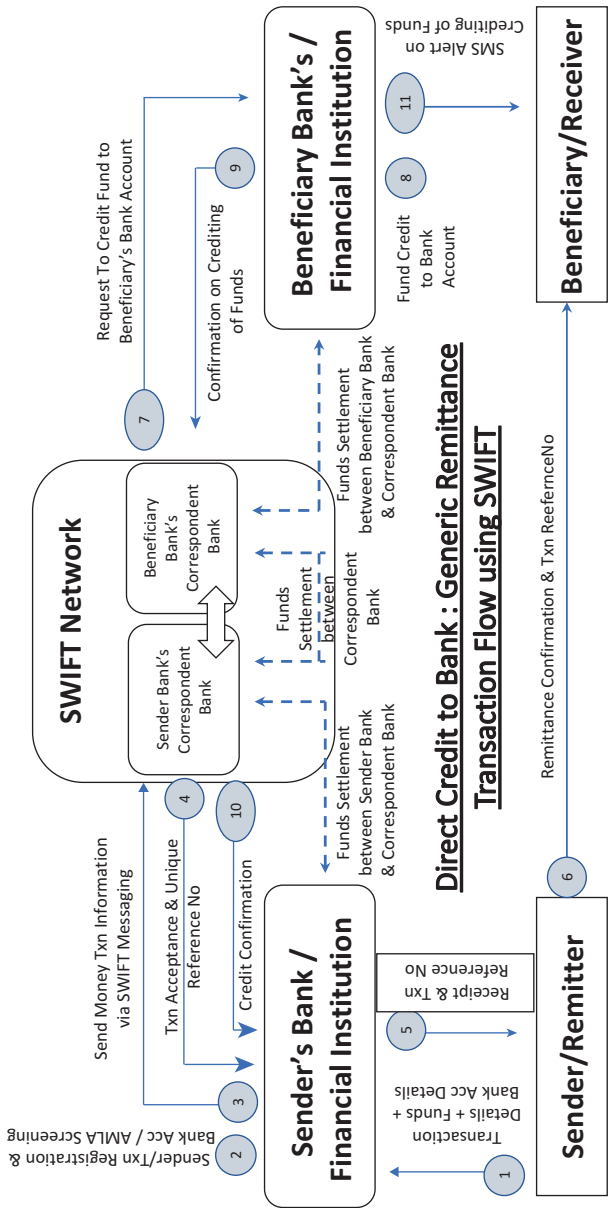 SWIFT Network
Sender Bank's
Correspondent
Bank
Beneficiary
Bank's
Correspondent
Bank
Send Money Txn Information
via SWIFT Messaging
Txn Acceptance & Unique
Reference No
Credit Confirmation
4
10
7
Request To Credit Fund to
Beneficiary's Bank Account
Confirmation on Crediting
of Funds
9
Sender/Txn Registration &
Bank Acc / AMLA Screening
2
3
Sender's Bank /
Financial Institution
Funds Settlement
between Sender Bank
& Correspondent Bank
Funds
Settlement
between
Correspondent
Bank
Funds Settlement
between Beneficiary Bank
& Correspondent Bank
Beneficiary Bank's /
Financial Institution
Transaction
Details + Funds +
Bank Acc Details
1
5
Receipt & Txn
Reference No
Direct Credit to Bank : Generic Remittance
Transaction Flow using SWIFT
Fund Credit
to Bank
Account
8
11
SMS Alert on
Crediting of Funds
Sender/Remitter
6
Remittance Confirmation & Txn ReefernceNo
Beneficiary/Receiver